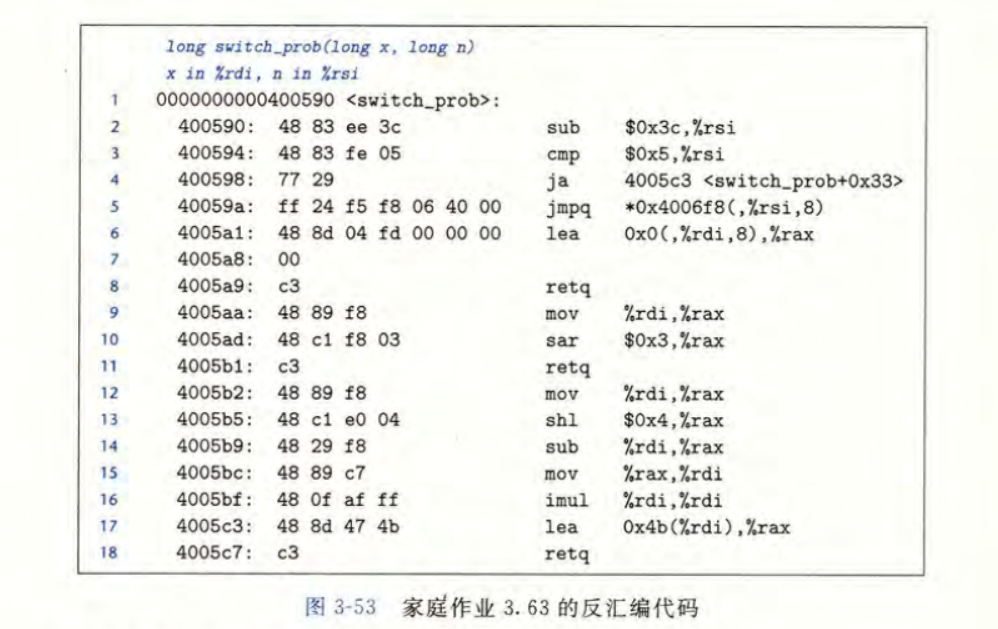 long switch_prob(long x, long n)
x in %rdi, n in %rsi
1 0000000000400590 <switch_prob>:
2 400590: 48 83 ee 3c sub $0x3c,%rsi
3 400594: 48 83 fe 05 cmp $0x5,%rsi
4 400598: 77 29 ja 4005c3 <switch_prob+0x33>
5 40059a: ff 24 f5 f8 06 40 00 jmpq *0x4006f8(,%rsi,8)
6 4005a1: 48 8d 04 fd 00 00 00 lea 0x0(,%rdi,8),%rax
7 4005a8: 00
8 4005a9: c3 retq
9 4005aa: 48 89 f8 mov %rdi,%rax
10 4005ad: 48 c1 f8 03 sar $0x3,%rax
11 4005b1: c3 retq
12 4005b2: 48 89 f8 mov %rdi,%rax
13 4005b5: 48 c1 e0 04 shl $0x4,%rax
14 4005b9: 48 29 f8 sub %rdi,%rax
15 4005bc: 48 89 c7 mov %rax,%rdi
16 4005bf: 48 0f af ff imul %rdi,%rdi
17 4005c3: 48 8d 47 4b lea 0x4b(%rdi),%rax
18 4005c7: c3 retq
图 3-53 家庭作业 3.63 的反汇编代码